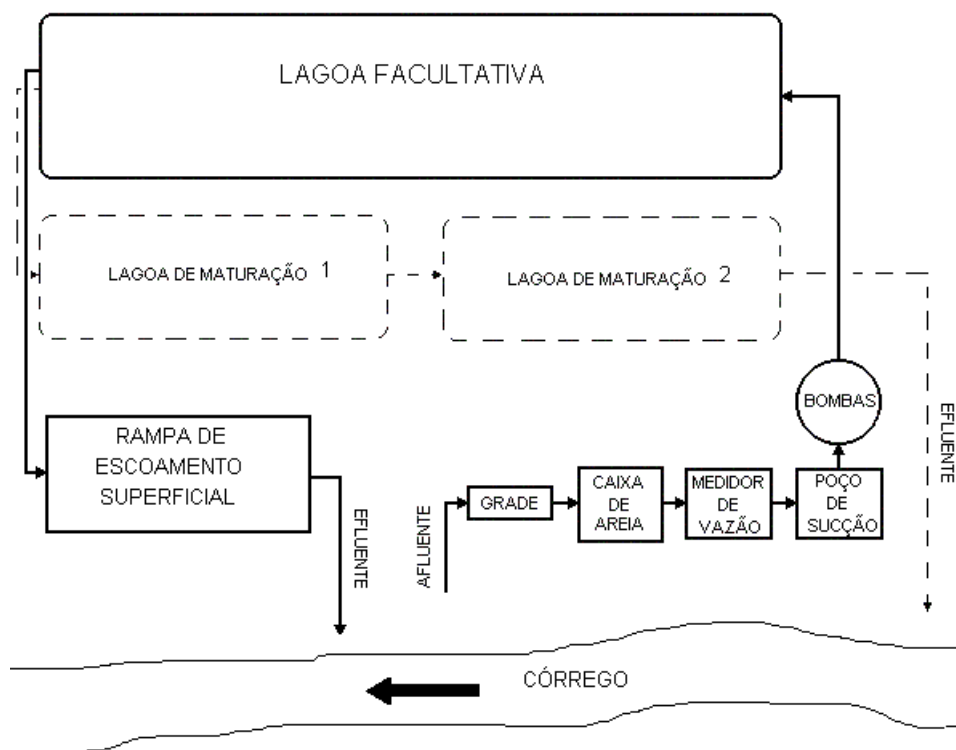 LAGOA FACULTATIVA
LAGOA DE MATURAÇÃO 1
LAGOA DE MATURAÇÃO 2
BOMBAS
EFLUENTE
RAMPA DE
ESCOAMENTO
SUPERFICIAL
EFLUENTE
AFLUENTE
GRADE
CAIXA
DE
AREIA
MEDIDOR
DE
VAZÃO
POÇO
DE
SUCÇÃO
CÓRREGO